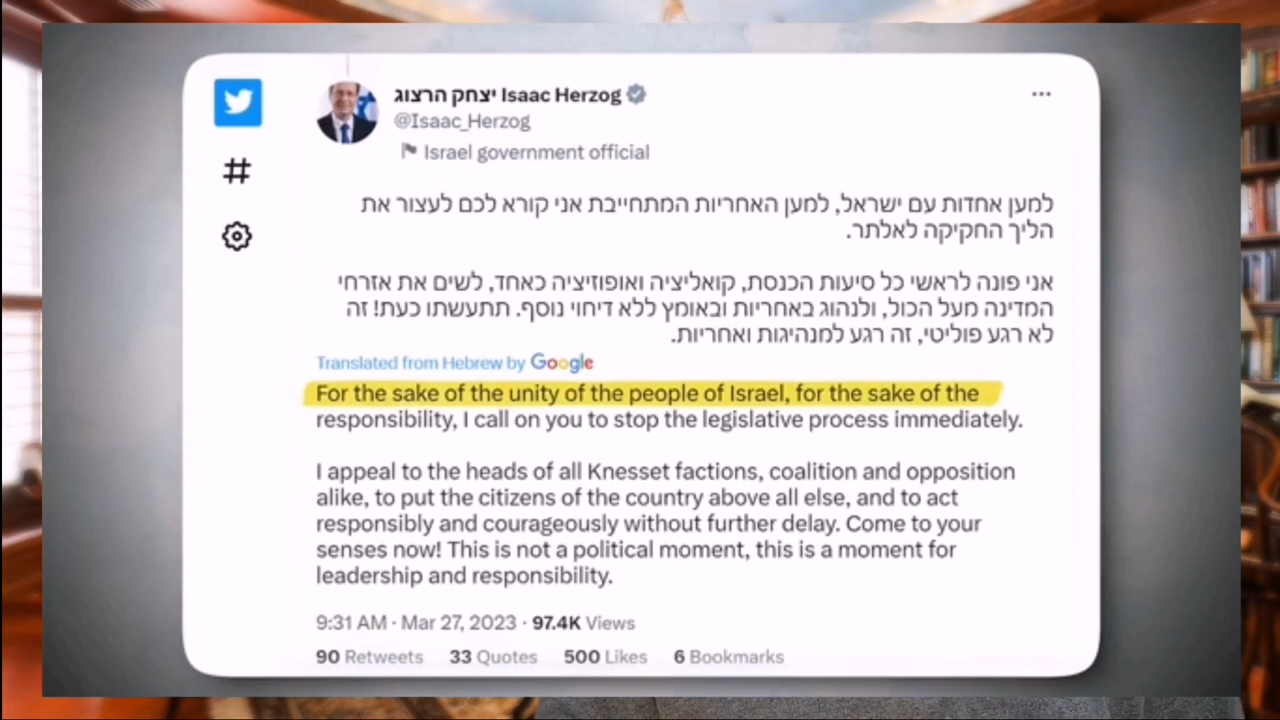 יצחק הרצוג Isaac Herzog
@Isaac_Herzog
Israel government official
למען אחדות עם ישראל, למען האחריות המתחייבת אני קורא לכם לעצור את
הליך החקיקה לאלתר.
אני פונה לראשי כל סיעות הכנסת, קואליציה ואופוזיציה כאחד, לשים את אזרחי
המדינה מעל הכול, ולנהוג באחריות ובאומץ ללא דיחוי נוסף. תתעשתו כעת! זה
לא רגע פוליטי, זה רגע למנהיגות ואחריות.
Translated from Hebrew by Google
For the sake of the unity of the people of Israel, for the sake of the
responsibility, I call on you to stop the legislative process immediately.
I appeal to the heads of all Knesset factions, coalition and opposition
alike, to put the citizens of the country above all else, and to act
responsibly and courageously without further delay. Come to your
senses now! This is not a political moment, this is a moment for
leadership and responsibility.
9:31 AM · Mar 27, 2023 · 97.4K Views
90 Retweets 33 Quotes 500 Likes 6 Bookmarks